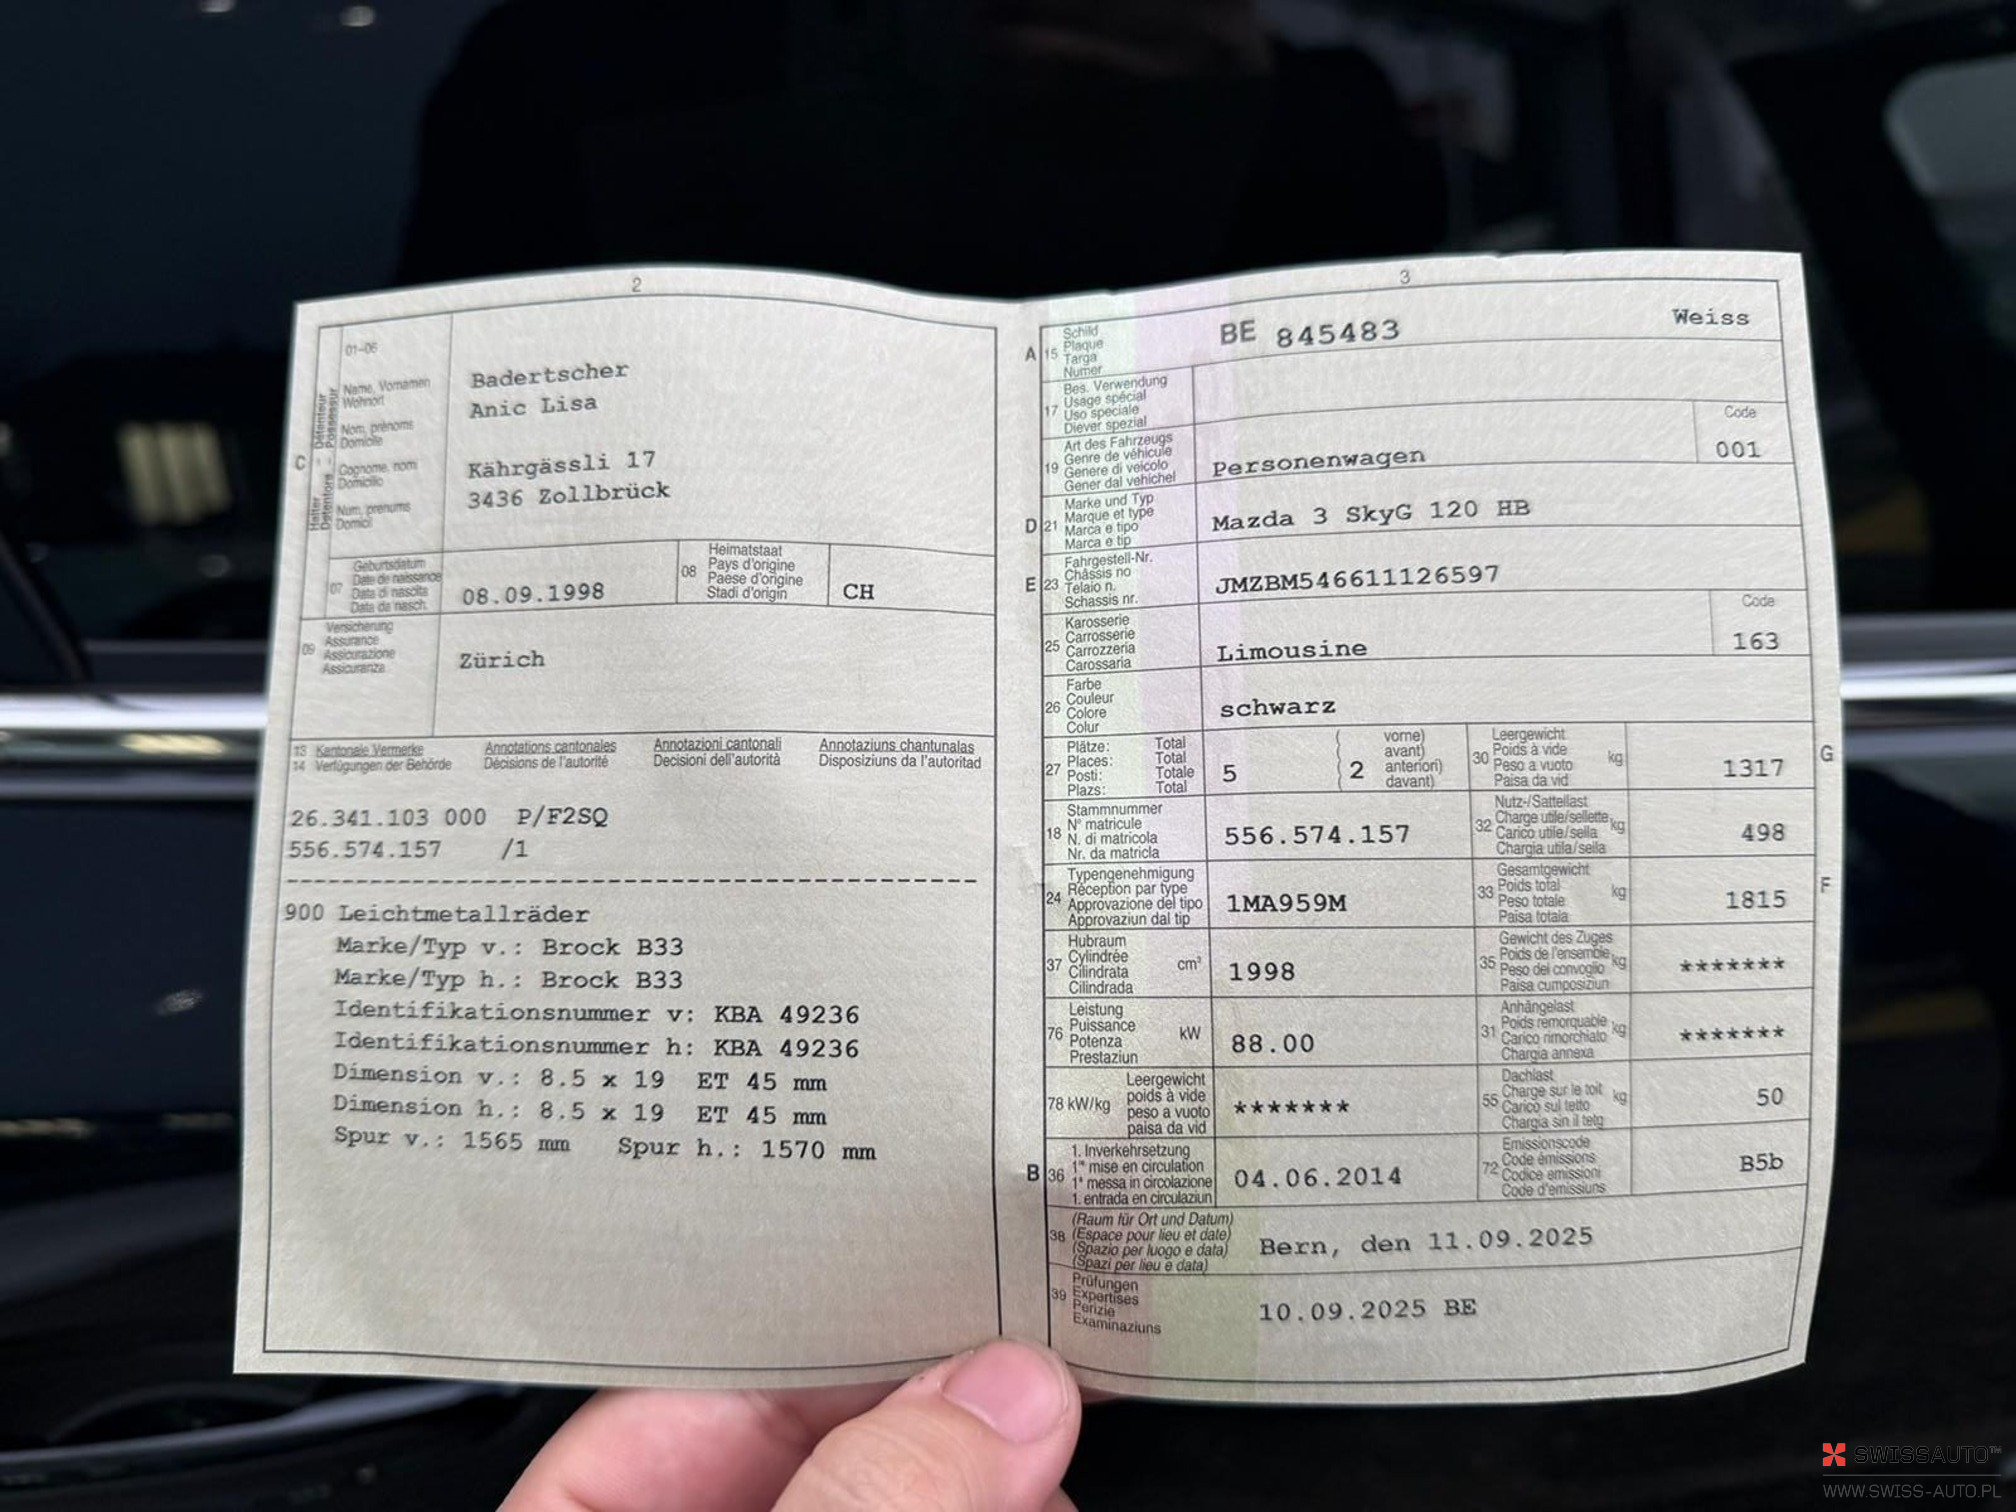 2
01-06
Name, Vornamen
Wohnort
Nom, prénoms
Domicile
Cognome, nom
Domicilio
Num, prenums
Domicil
C
Halter Détenteur
Detentore Possessur
Badertscher
Anic Lisa
Kährgässli 17
3436 Zollbrück
07
Geburtsdatum
Date de naissance
Data di nascita
Data da nasch.
08.09.1998
08
Heimatstaat
Pays d'origine
Paese d'origine
Stadi d'origin
CH
09
Versicherung
Assurance
Assicurazione
Assicuranza
Zürich
13 Kantonale Vermerke Annotations cantonales Annotazioni cantonali Annotaziuns chantunalas
14 Verfügungen der Behörde Décisions de l'autorité Decisioni dell'autorità Disposiziuns da l'autoritad
26.341.103 000 P/F2SQ
556.574.157 /1
900 Leichtmetallräder
Marke/Typ v.: Brock B33
Marke/Typ h.: Brock B33
Identifikationsnummer v: KBA 49236
Identifikationsnummer h: KBA 49236
Dimension v.: 8.5 x 19 ET 45 mm
Dimension h.: 8.5 x 19 ET 45 mm
Spur v.: 1565 mm Spur h.: 1570 mm
3
A 15
Schild
Plaque
Targa
Numer
BE 845483 Weiss
17
Bes. Verwendung
Usage spécial
Uso speciale
Diever spezial
19
Art des Fahrzeugs
Genre de véhicule
Genere di veicolo
Gener dal vehichel
Personenwagen
Code
001
D 21
Marke und Typ
Marque et type
Marca e tipo
Marca e tip
Mazda 3 SkyG 120 HB
E 23
Fahrgestell-Nr.
Châssis no
Telaio n.
Schassis nr.
JMZBM546611126597
25
Karosserie
Carrosserie
Carrozzeria
Carossaria
Limousine
Code
163
26
Farbe
Couleur
Colore
Colur
schwarz
27
Plätze: Total
Places: Total
Posti: Totale
Plazs: Total
5
( 2
vorne)
avant)
anteriori)
davant)
30
Leergewicht
Poids à vide
Peso a vuoto
Paisa da vid
kg
1317
G
18
Stammnummer
N° matricule
N. di matricola
Nr. da matricla
556.574.157
32
Nutz-/Sattellast
Charge utile/sellette
Carico utile/sella
Chargia utila/sella
kg
498
24
Typengenehmigung
Réception par type
Approvazione del tipo
Approvaziun dal tip
1MA959M
33
Gesamtgewicht
Poids total
Peso totale
Paisa totala
kg
1815
F
37
Hubraum
Cylindrée
Cilindrata
Cilindrada
cm³
1998
35
Gewicht des Zuges
Poids de l'ensemble
Peso del convoglio
Paisa cumposiziun
kg
*******
76
Leistung
Puissance
Potenza
Prestaziun
kW
88.00
31
Anhängelast
Poids remorquable
Carico rimorchiato
Chargia annexa
kg
*******
78 kW/kg
Leergewicht
poids à vide
peso a vuoto
paisa da vid
*******
55
Dachlast
Charge sur le toit
Carico sul tetto
Chargia sin il tetg
kg
50
B 36
1. Inverkehrsetzung
1re mise en circulation
1a messa in circolazione
1. entrada en circulaziun
04.06.2014
72
Emissionscode
Code émissions
Codice emissioni
Code d'emissiuns
B5b
38
(Raum für Ort und Datum)
(Espace pour lieu et date)
(Spazio per luogo e data)
(Spazi per lieu e data)
Bern, den 11.09.2025
39
Prüfungen
Expertises
Perizie
Examinaziuns
10.09.2025 BE
SWISSAUTO™
WWW.SWISS-AUTO.PL